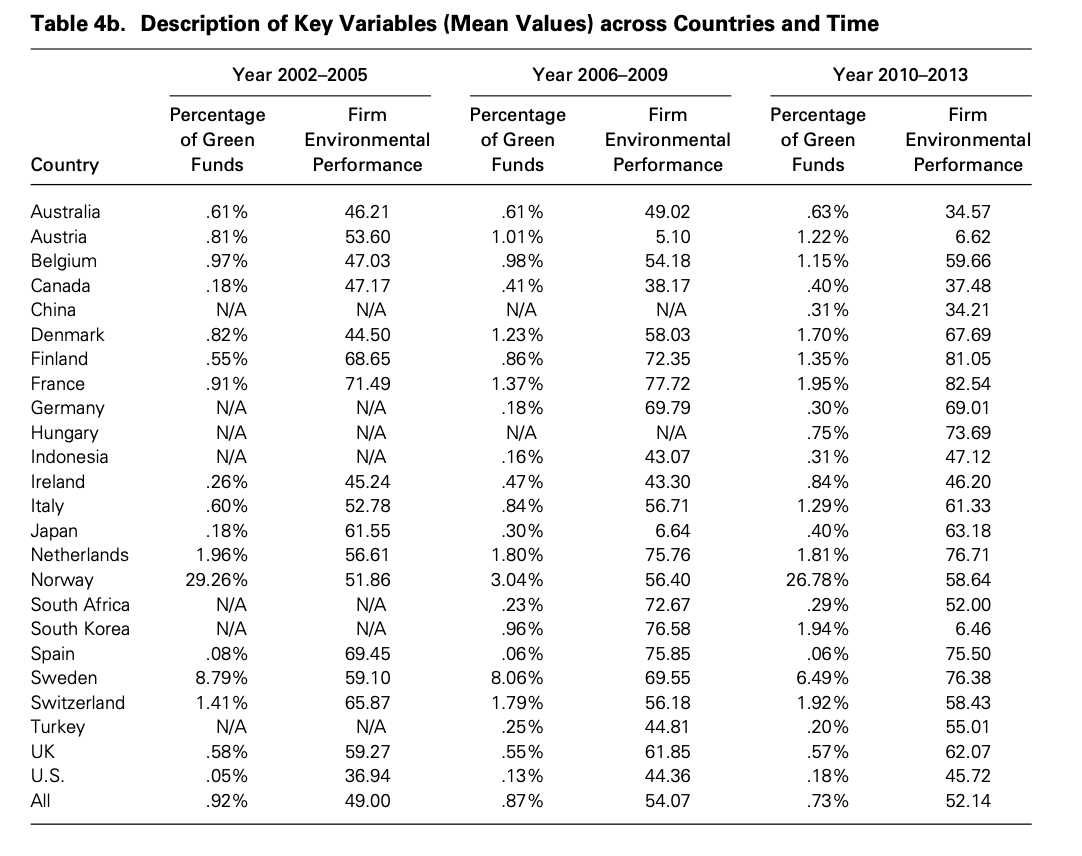 Table 4b. Description of Key Variables (Mean Values) across Countries and Time
Year 2002–2005 Year 2006–2009 Year 2010–2013
Percentage Firm Percentage Firm Percentage Firm
of Green Environmental of Green Environmental of Green Environmental
Country Funds Performance Funds Performance Funds Performance
Australia .61% 46.21 .61% 49.02 .63% 34.57
Austria .81% 53.60 1.01% 5.10 1.22% 6.62
Belgium .97% 47.03 .98% 54.18 1.15% 59.66
Canada .18% 47.17 .41% 38.17 .40% 37.48
China N/A N/A N/A N/A .31% 34.21
Denmark .82% 44.50 1.23% 58.03 1.70% 67.69
Finland .55% 68.65 .86% 72.35 1.35% 81.05
France .91% 71.49 1.37% 77.72 1.95% 82.54
Germany N/A N/A .18% 69.79 .30% 69.01
Hungary N/A N/A N/A N/A .75% 73.69
Indonesia N/A N/A .16% 43.07 .31% 47.12
Ireland .26% 45.24 .47% 43.30 .84% 46.20
Italy .60% 52.78 .84% 56.71 1.29% 61.33
Japan .18% 61.55 .30% 6.64 .40% 63.18
Netherlands 1.96% 56.61 1.80% 75.76 1.81% 76.71
Norway 29.26% 51.86 3.04% 56.40 26.78% 58.64
South Africa N/A N/A .23% 72.67 .29% 52.00
South Korea N/A N/A .96% 76.58 1.94% 6.46
Spain .08% 69.45 .06% 75.85 .06% 75.50
Sweden 8.79% 59.10 8.06% 69.55 6.49% 76.38
Switzerland 1.41% 65.87 1.79% 56.18 1.92% 58.43
Turkey N/A N/A .25% 44.81 .20% 55.01
UK .58% 59.27 .55% 61.85 .57% 62.07
U.S. .05% 36.94 .13% 44.36 .18% 45.72
All .92% 49.00 .87% 54.07 .73% 52.14